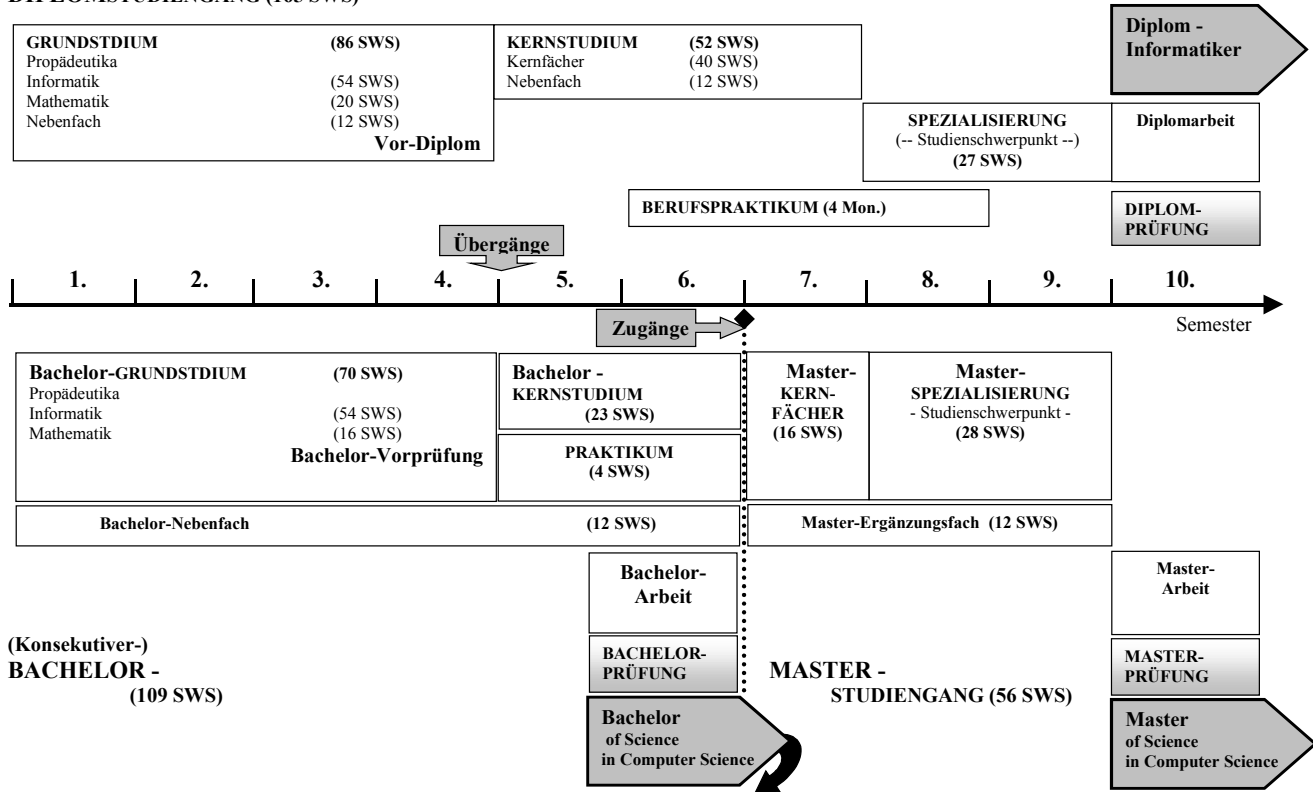 DIPLOMSTUDIENGANG (165 SWS)
GRUNDSTDIUM (86 SWS)
Propädeutika
Informatik (54 SWS)
Mathematik (20 SWS)
Nebenfach (12 SWS)
Vor-Diplom
KERNSTUDIUM (52 SWS)
Kernfächer (40 SWS)
Nebenfach (12 SWS)
Diplom -
Informatiker
SPEZIALISIERUNG
(-- Studienschwerpunkt --)
(27 SWS)
Diplomarbeit
BERUFSPRAKTIKUM (4 Mon.)
DIPLOM-
PRÜFUNG
Übergänge
1. 2. 3. 4. 5. 6. 7. 8. 9. 10.
Zugänge
Semester
Bachelor-GRUNDSTDIUM (70 SWS)
Propädeutika
Informatik (54 SWS)
Mathematik (16 SWS)
Bachelor-Vorprüfung
Bachelor -
KERNSTUDIUM
(23 SWS)
PRAKTIKUM
(4 SWS)
Master-
KERN-
FÄCHER
(16 SWS)
Master-
SPEZIALISIERUNG
- Studienschwerpunkt -
(28 SWS)
Bachelor-Nebenfach (12 SWS)
Master-Ergänzungsfach (12 SWS)
Bachelor-
Arbeit
Master-
Arbeit
(Konsekutiver-)
BACHELOR -
(109 SWS)
BACHELOR-
PRÜFUNG
MASTER -
STUDIENGANG (56 SWS)
MASTER-
PRÜFUNG
Bachelor
of Science
in Computer Science
Master
of Science
in Computer Science